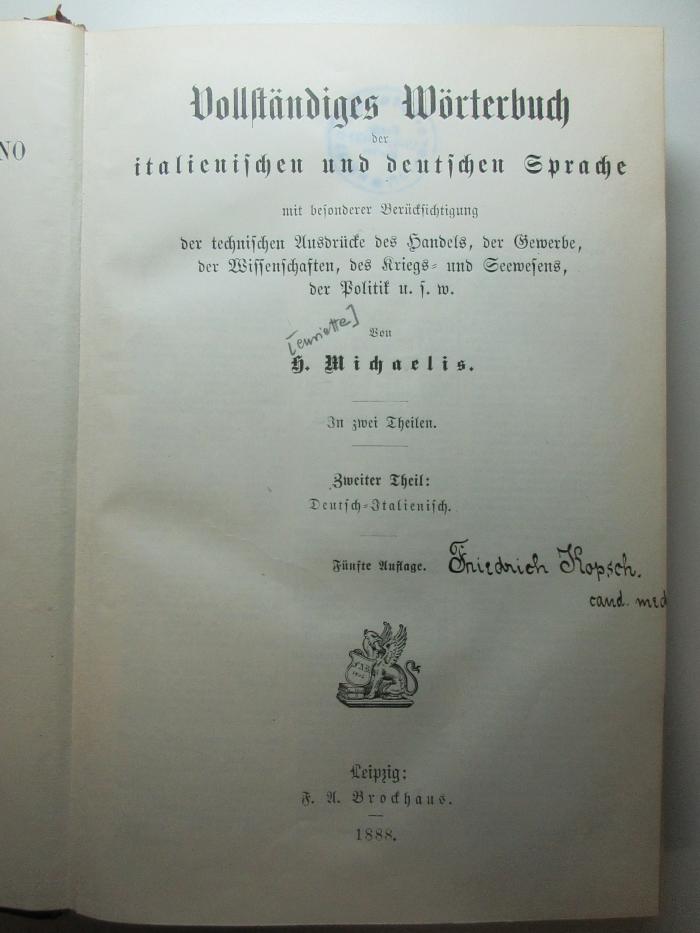 NO
Vollständiges Wörterbuch
der
italienischen und deutschen Sprache
mit besonderer Berücksichtigung
der technischen Ausdrücke des Handels, der Gewerbe,
der Wissenschaften, des Kriegs- und Seewesens,
der Politik u. s. w.
Von
[enriette]
H. Michaelis.
In zwei Theilen.
Zweiter Theil:
Deutsch-Italienisch.
Fünfte Auflage.
Friedrich Kopsch.
cand. med
F.A.B.
Leipzig:
F. A. Brockhaus.
1888.